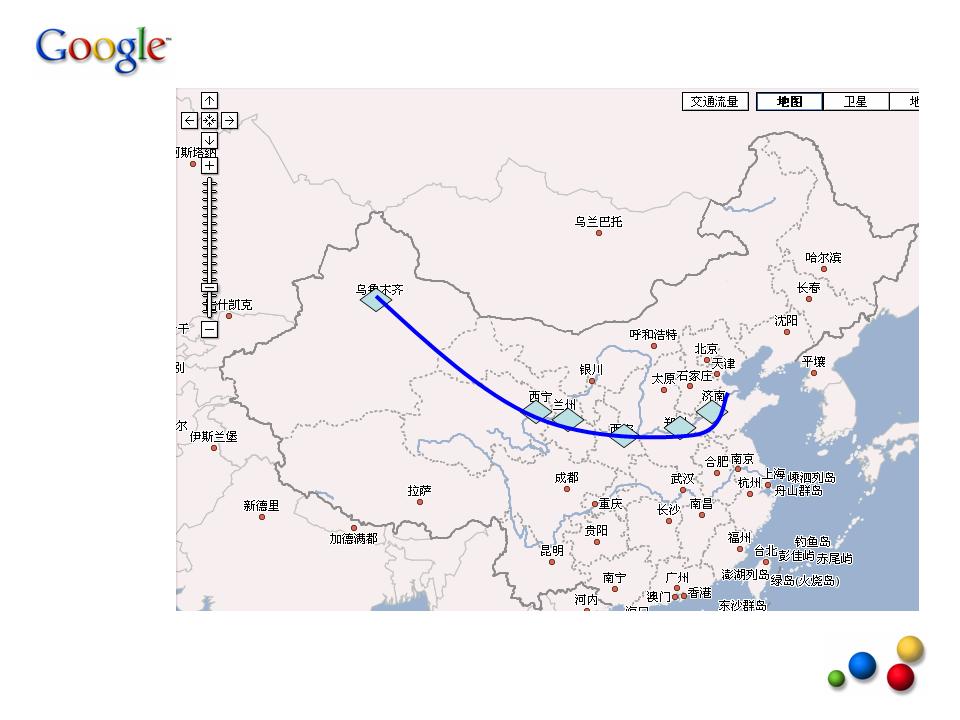 Google™
交通流量
地图
卫星
地
阿斯塔纳
乌兰巴托
哈尔滨
乌鲁木齐
长春
什凯克
沈阳
干
呼和浩特
北京
天津
平壤
别
银川
太原
石家庄
西宁
济南
兰州
郑
西安
尔
伊斯兰堡
合肥
南京
上海
嵊泗列岛
成都
武汉
杭州
舟山群岛
拉萨
新德里
重庆
长沙
南昌
贵阳
加德满都
福州
钓鱼岛
昆明
台北
彭佳屿
赤尾屿
南宁
广州
澎湖列岛
绿岛(火烧岛)
河内
澳门
香港
东沙群岛
海口